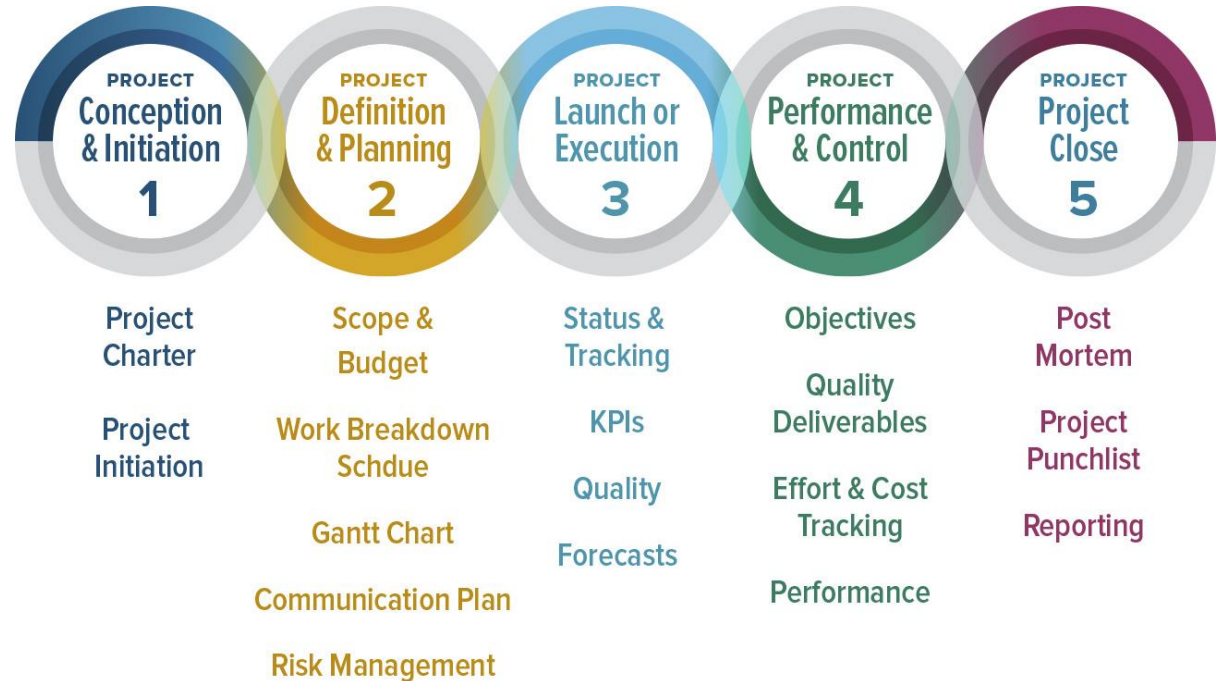 PROJECT
Conception
& Initiation
1
PROJECT
Definition
& Planning
2
PROJECT
Launch or
Execution
3
PROJECT
Performance
& Control
4
PROJECT
Project
Close
5
Project
Charter
Project
Initiation
Scope &
Budget
Work Breakdown
Schdue
Gantt Chart
Communication Plan
Risk Management
Status &
Tracking
KPIs
Quality
Forecasts
Objectives
Quality
Deliverables
Effort & Cost
Tracking
Performance
Post
Mortem
Project
Punchlist
Reporting